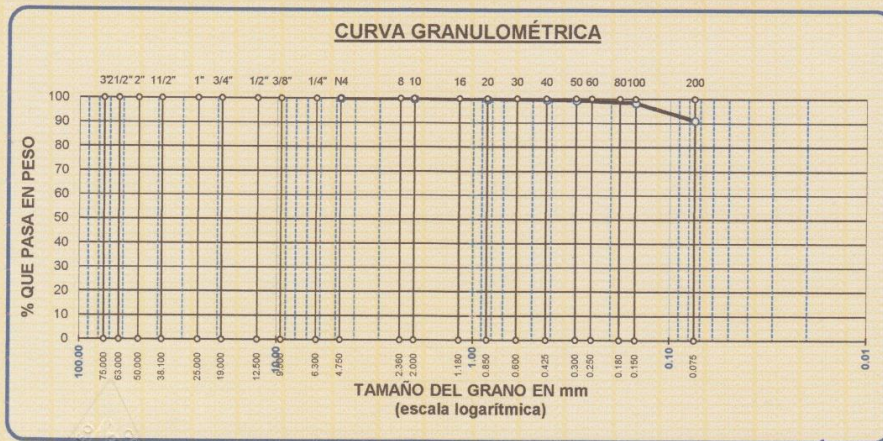 CURVA GRANULOMÉTRICA
3" 2 1/2" 2" 1 1/2" 1" 3/4" 1/2" 3/8" 1/4" N4 8 10 16 20 30 40 50 60 80 100 200
% QUE PASA EN PESO
100
90
80
70
60
50
40
30
20
10
0
100.00 10.00 1.00 0.10 0.01
75.000 63.000 50.000 38.100 25.000 19.000 12.500 6.300 4.750 2.360 2.000 1.180 0.850 0.600 0.425 0.300 0.250 0.180 0.150 0.075
TAMAÑO DEL GRANO EN mm
(escala logarítmica)